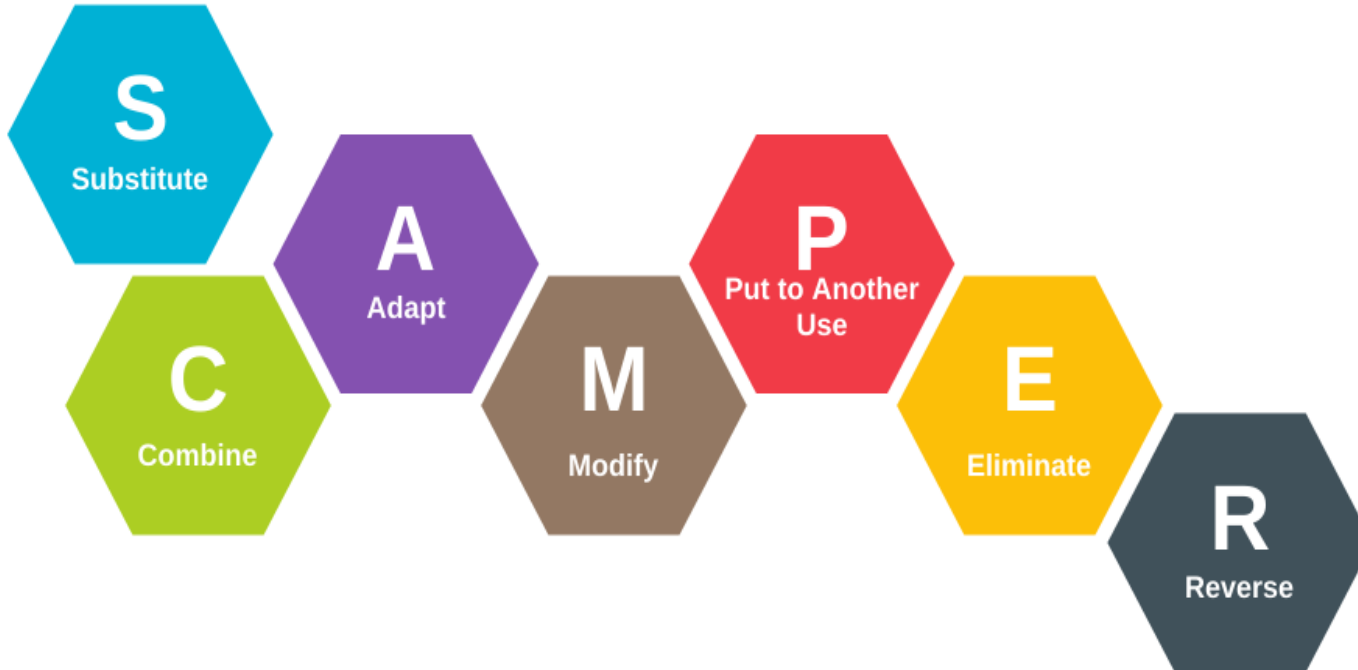 S
Substitute
C
Combine
A
Adapt
M
Modify
P
Put to Another
Use
E
Eliminate
R
Reverse